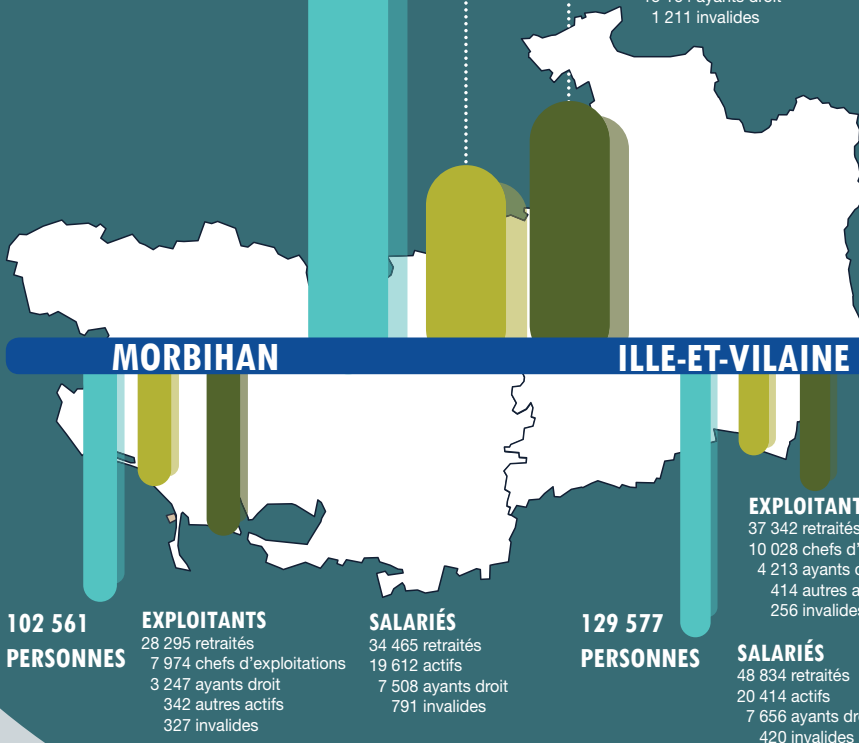 1 211 invalides
MORBIHAN
ILLE-ET-VILAINE
102 561
PERSONNES
EXPLOITANTS
28 295 retraités
7 974 chefs d'exploitations
3 247 ayants droit
342 autres actifs
327 invalides
SALARIÉS
34 465 retraités
19 612 actifs
7 508 ayants droit
791 invalides
129 577
PERSONNES
EXPLOITANT
37 342 retraités
10 028 chefs d'
4 213 ayants
414 autres
256 invalides
SALARIÉS
48 834 retraités
20 414 actifs
7 656 ayants
420 invalides